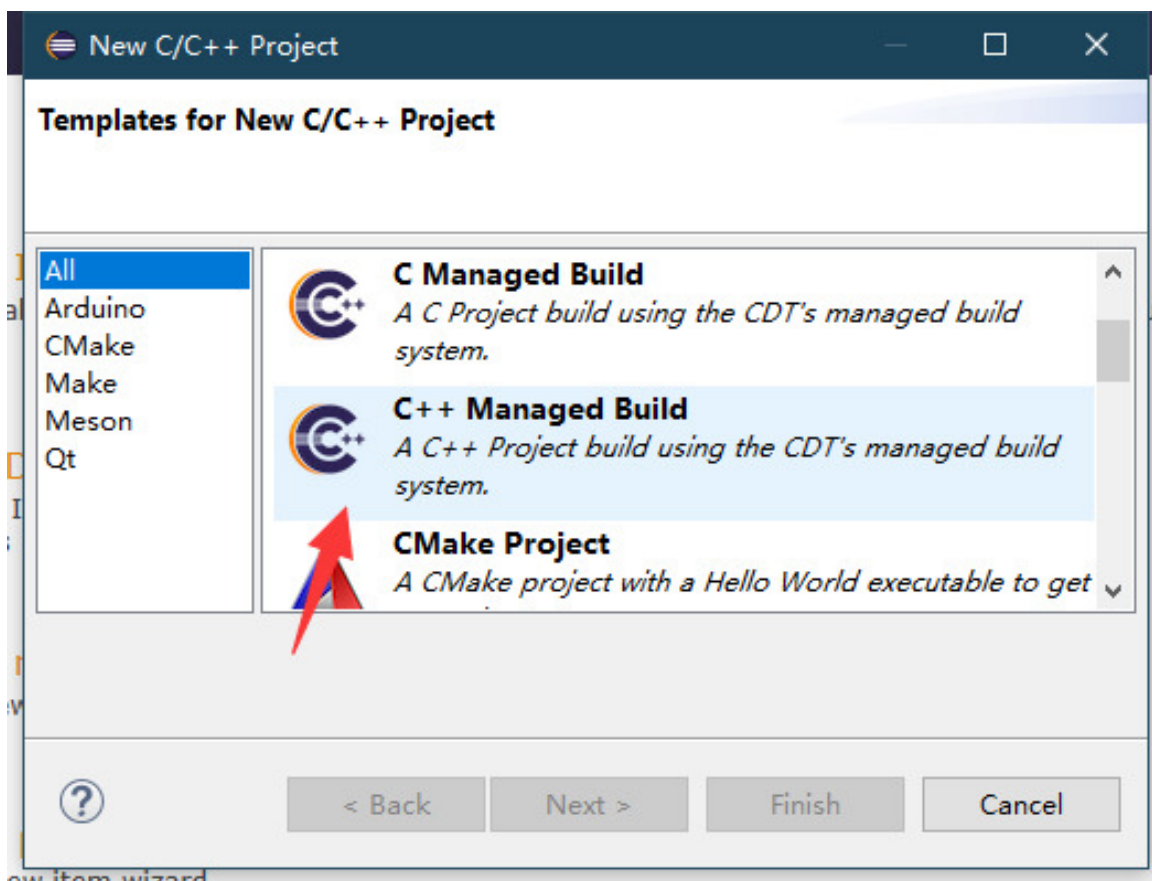 New C/C++ Project
Templates for New C/C++ Project
All
Arduino
CMake
Make
Meson
Qt
C Managed Build
A C Project build using the CDT's managed build
system.
C++ Managed Build
A C++ Project build using the CDT's managed build
system.
CMake Project
A CMake project with a Hello World executable to get
< Back
Next >
Finish
Cancel
item wizard